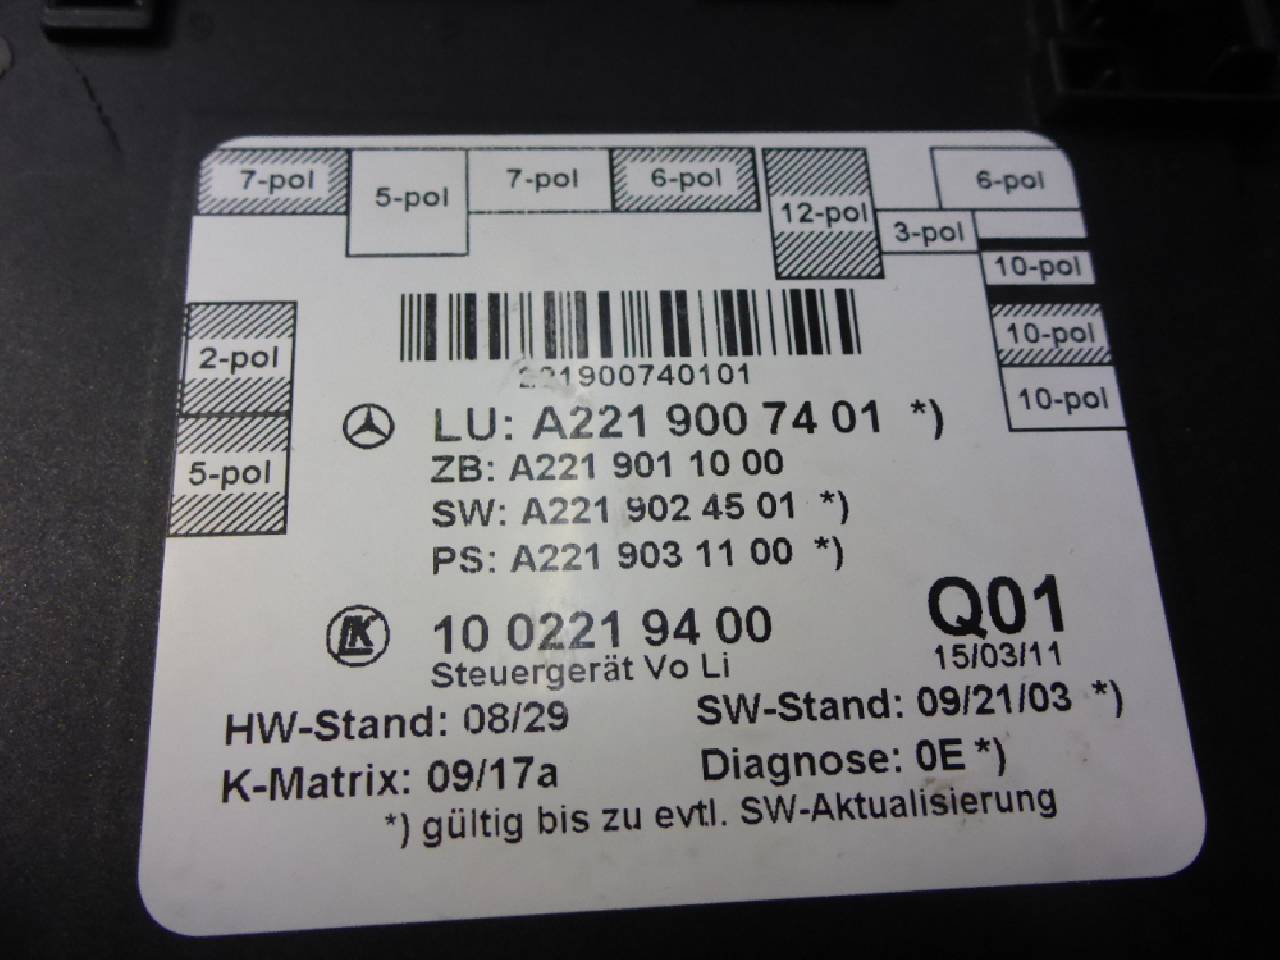 7-pol
5-pol
7-pol
6-pol
12-pol
3-pol
6-pol
10-pol
10-pol
10-pol
2-pol
5-pol
221900740101
LU: A221 900 74 01 *)
ZB: A221 901 10 00
SW: A221 902 45 01 *)
PS: A221 903 11 00 *)
LK 10 0221 94 00
Steuergerät Vo Li
Q01
15/03/11
HW-Stand: 08/29
SW-Stand: 09/21/03 *)
K-Matrix: 09/17a
Diagnose: 0E *)
*) gültig bis zu evtl. SW-Aktualisierung